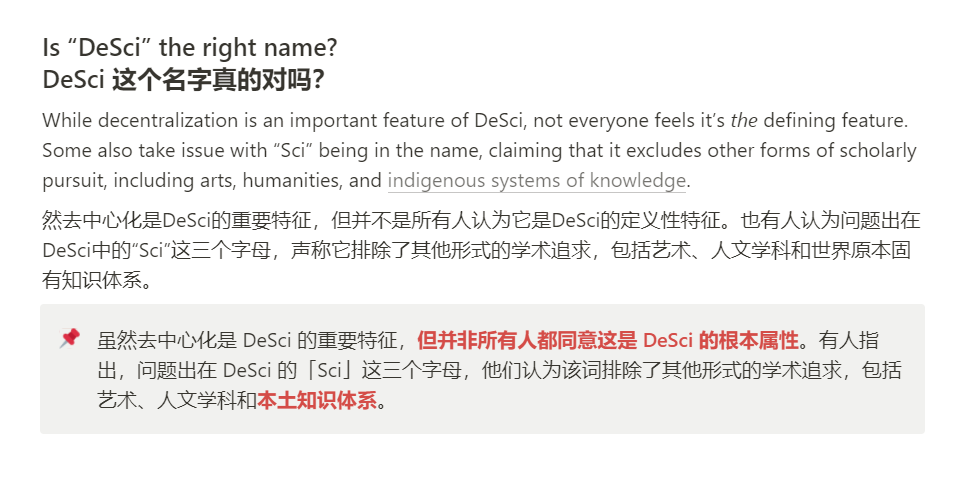 Is “DeSci” the right name?
DeSci 这个名字真的对吗？
While decentralization is an important feature of DeSci, not everyone feels it’s the defining feature.
Some also take issue with “Sci” being in the name, claiming that it excludes other forms of scholarly
pursuit, including arts, humanities, and indigenous systems of knowledge.
然去中心化是DeSci的重要特征，但并不是所有人认为它是DeSci的定义性特征。也有人认为问题出在
DeSci中的“Sci”这三个字母，声称它排除了其他形式的学术追求，包括艺术、人文学科和世界原本固
有知识体系。
虽然去中心化是 DeSci 的重要特征，但并非所有人都同意这是 DeSci 的根本属性。有人指
出，问题出在 DeSci 的「Sci」这三个字母，他们认为该词排除了其他形式的学术追求，包括
艺术、人文学科和本土知识体系。